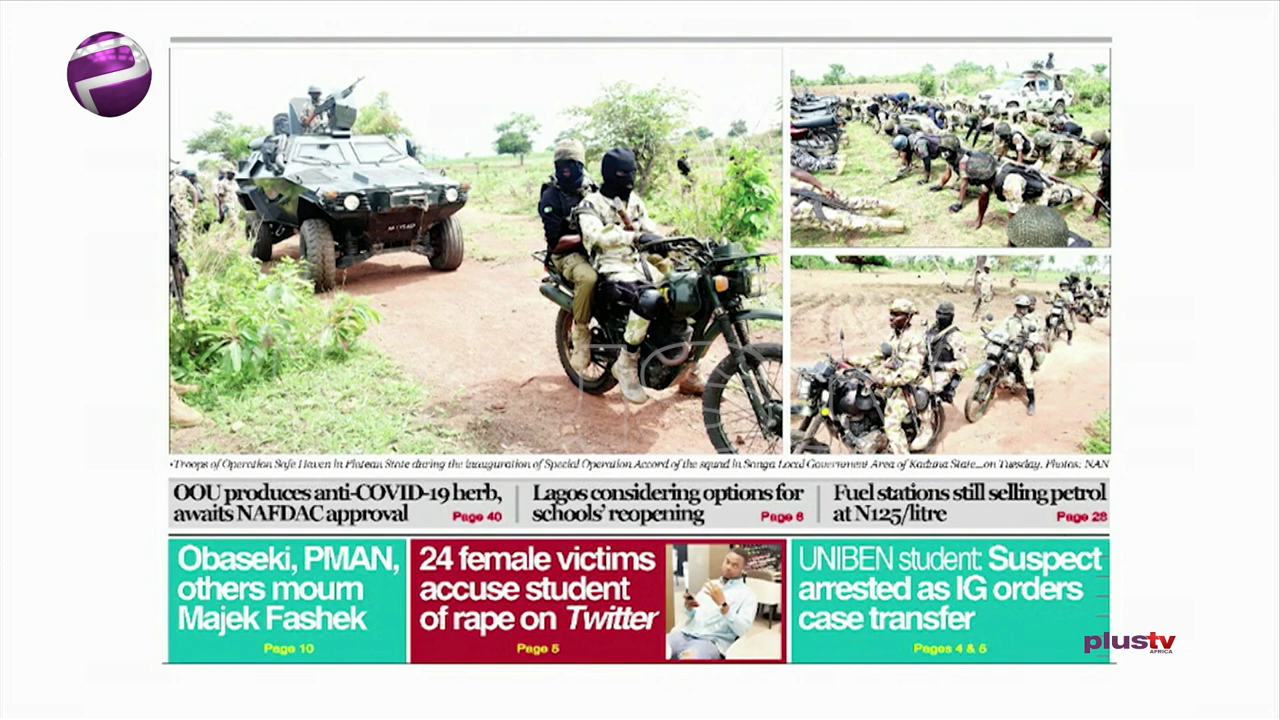 •Troops of Operation Safe Haven in Plateau State during the inauguration of Special Operation Accord of the squad in Sanga Local Government Area of Kaduna State...on Tuesday. Photos: NAN
OOU produces anti-COVID-19 herb,
awaits NAFDAC approval
Page 40
Lagos considering options for
schools' reopening
Page 8
Fuel stations still selling petrol
at N125/litre
Page 28
Obaseki, PMAN,
others mourn
Majek Fashek
Page 10
24 female victims
accuse student
of rape on Twitter
Page 5
UNIBEN student: Suspect
arrested as IG orders
case transfer
Pages 4 & 5
plustv
AFRICA